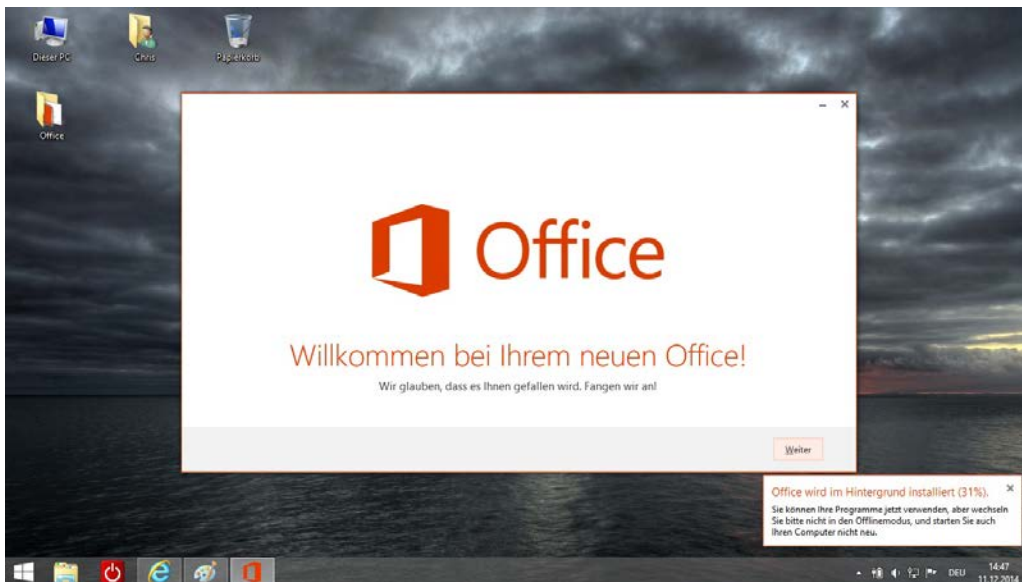 Dieser PC
Chris
Papierkorb
Office
Office
Willkommen bei Ihrem neuen Office!
Wir glauben, dass es Ihnen gefallen wird. Fangen wir an!
Weiter
Office wird im Hintergrund installiert (31%).
Sie können Ihre Programme jetzt verwenden, aber wechseln
Sie bitte nicht in den Offlinemodus, und starten Sie auch
Ihren Computer nicht neu.
DEU
14:47
11.12.2014